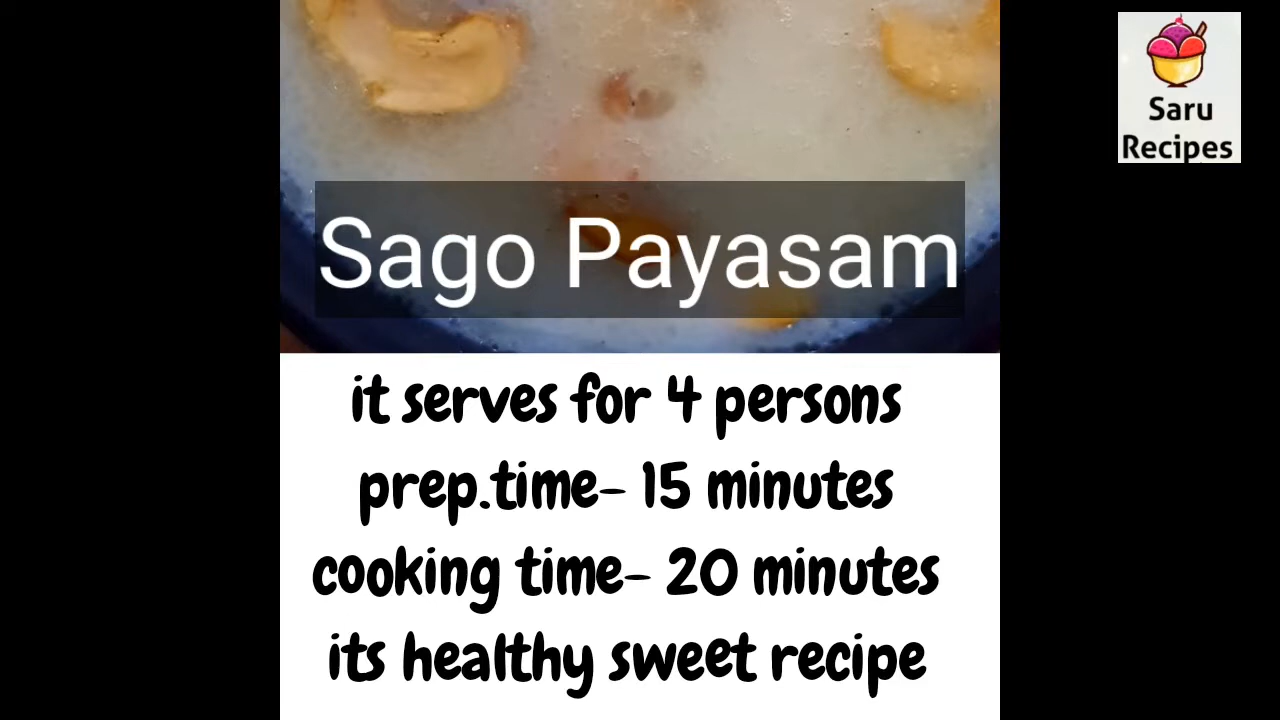 Sago Payasam
it serves for 4 persons
prep.time- 15 minutes
cooking time- 20 minutes
its healthy sweet recipe
Saru
Recipes